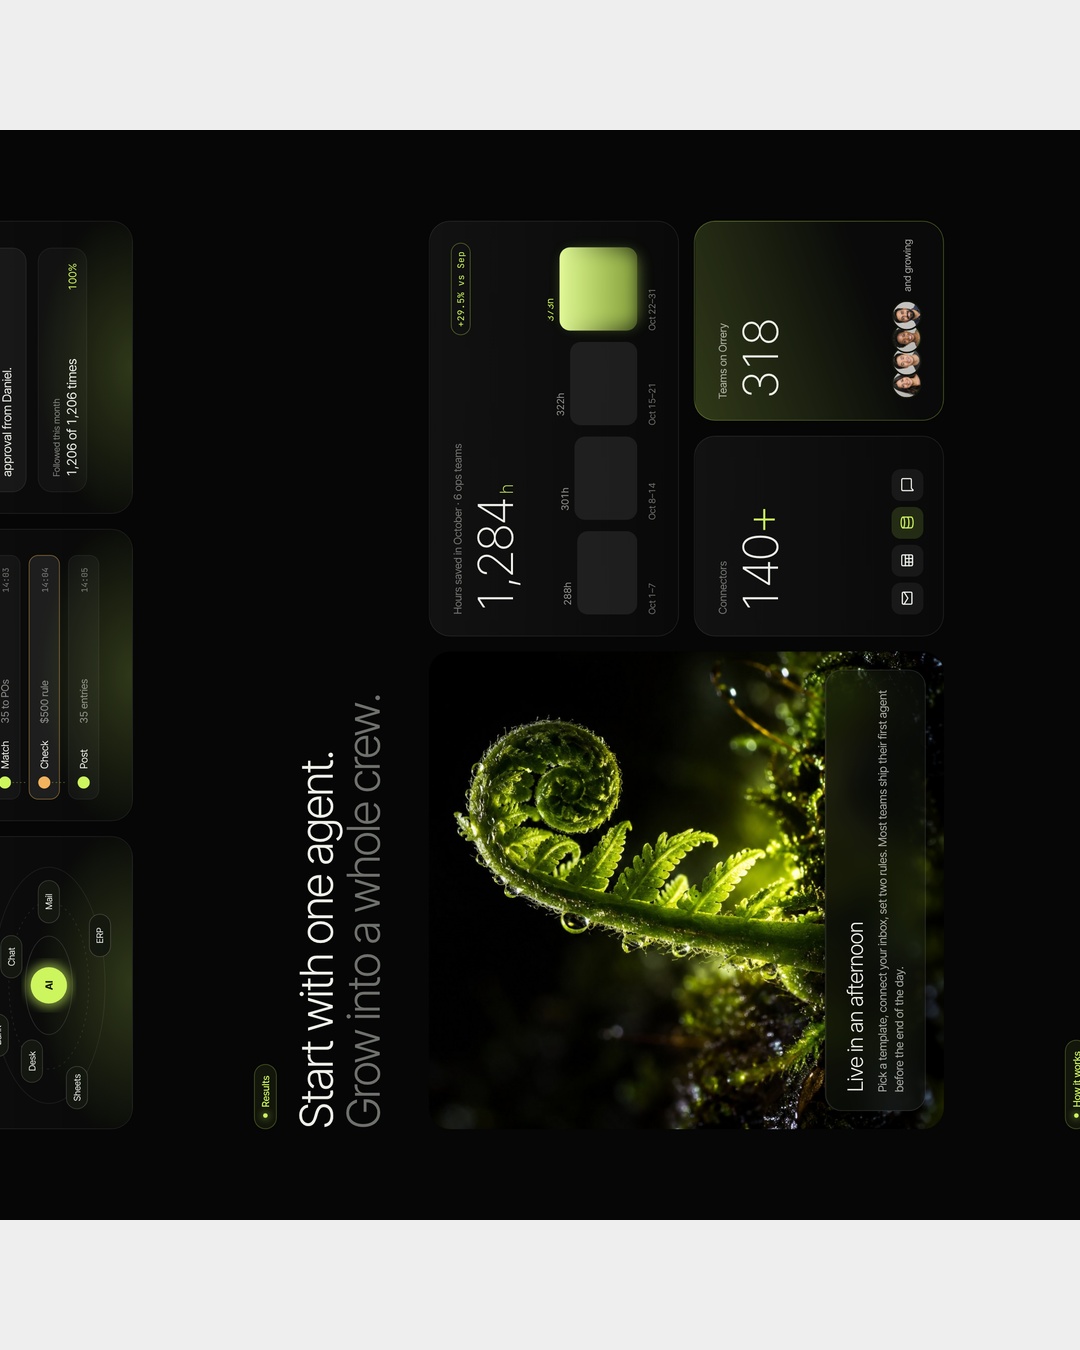 Chat
Mail
AI
Desk
Sheets
ERP
Match 35 to POs 14:03
Check $500 rule 14:04
Post 35 entries 14:05
approval from Daniel.
Followed this month
1,206 of 1,206 times
100%
Results
Start with one agent.
Grow into a whole crew.
Live in an afternoon
Pick a template, connect your inbox, set two rules. Most teams ship their first agent
before the end of the day.
Hours saved in October · 6 ops teams
+29.5% vs Sep
1,284h
288h
301h
322h
373h
Oct 1–7
Oct 8–14
Oct 15–21
Oct 22–31
Connectors
140+
Teams on Orrery
318
and growing
How it works